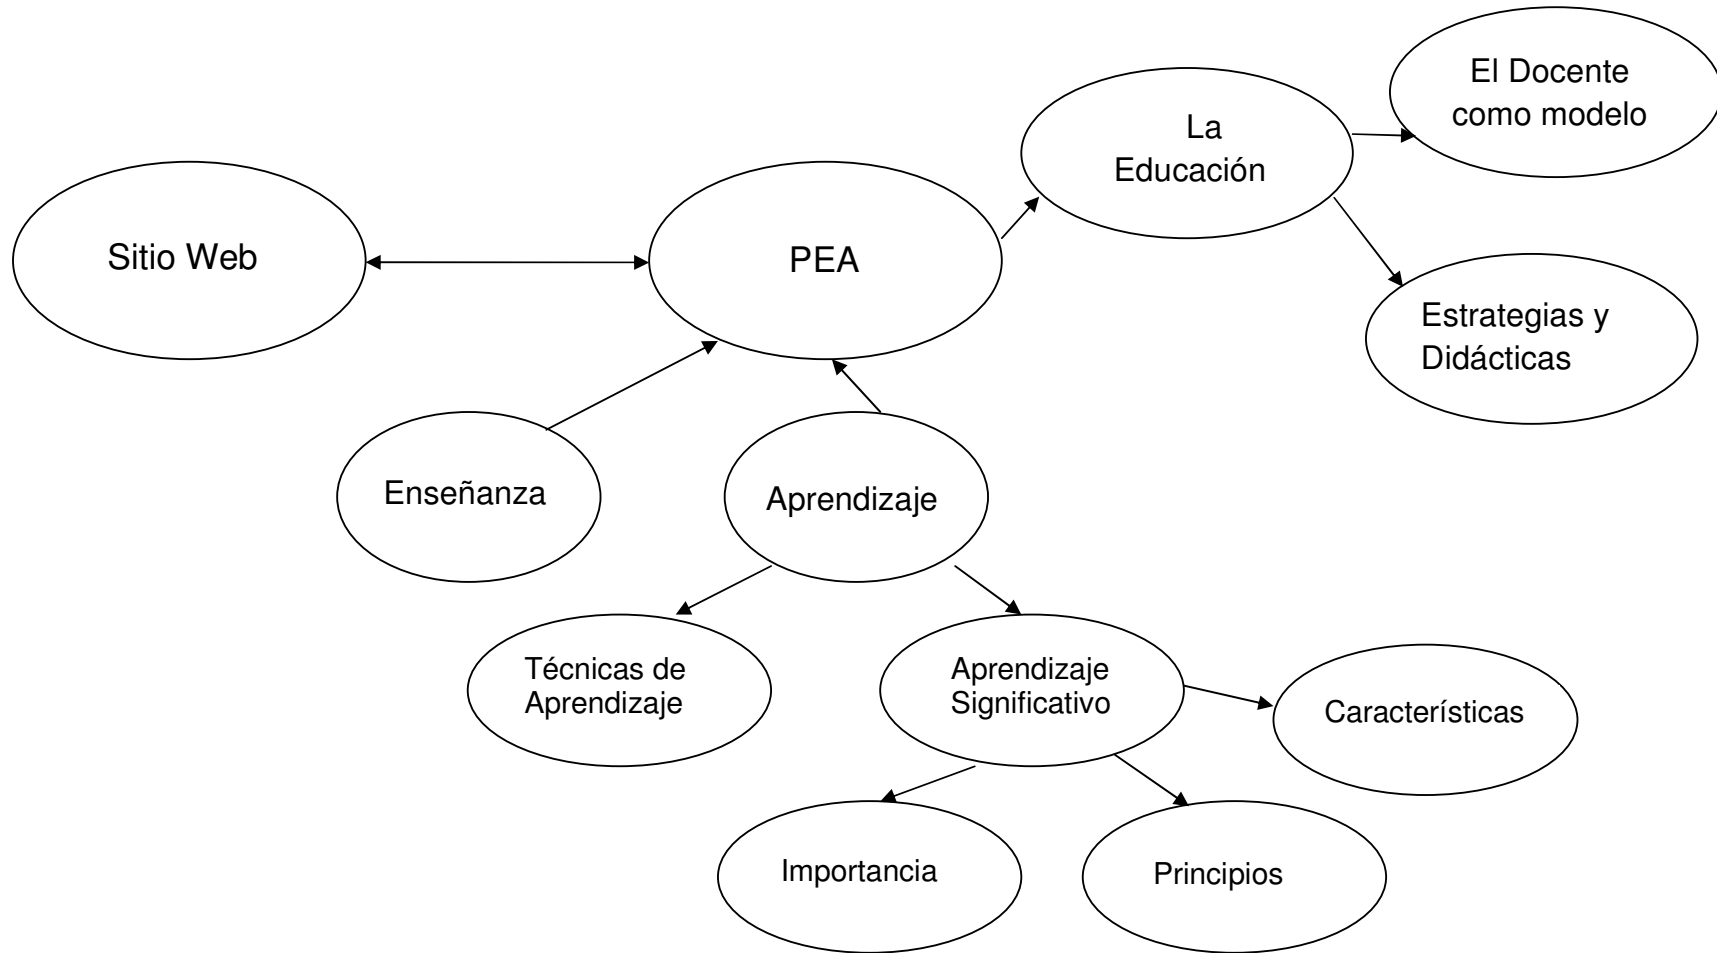 El Docente
como modelo
La
Educación
Sitio Web
PEA
Estrategias y
Didácticas
Enseñanza
Aprendizaje
Técnicas de
Aprendizaje
Aprendizaje
Significativo
Características
Importancia
Principios